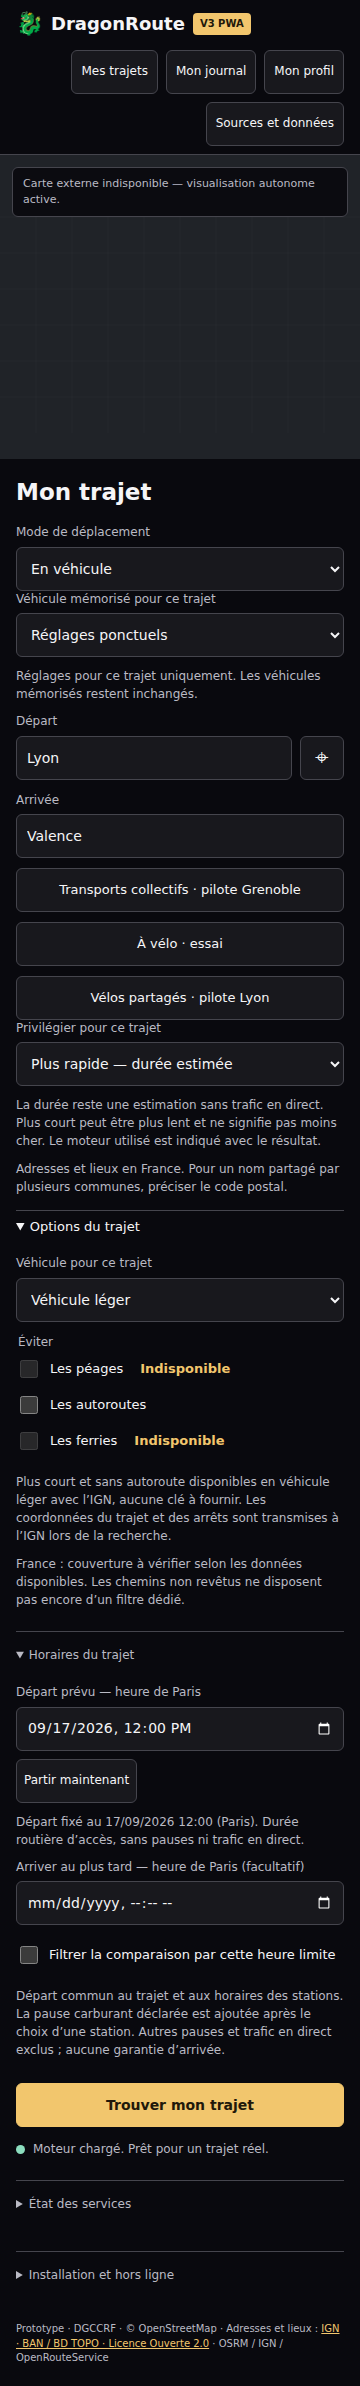 DragonRoute V3 PWA
Mes trajets Mon journal Mon profil
Sources et données
Carte externe indisponible — visualisation autonome
active.
Mon trajet
Mode de déplacement
En véhicule
Véhicule mémorisé pour ce trajet
Réglages ponctuels
Réglages pour ce trajet uniquement. Les véhicules
mémorisés restent inchangés.
Départ
Lyon
Arrivée
Valence
Transports collectifs · pilote Grenoble
À vélo · essai
Vélos partagés · pilote Lyon
Privilégier pour ce trajet
Plus rapide — durée estimée
La durée reste une estimation sans trafic en direct.
Plus court peut être plus lent et ne signifie pas moins
cher. Le moteur utilisé est indiqué avec le résultat.
Adresses et lieux en France. Pour un nom partagé par
plusieurs communes, préciser le code postal.
Options du trajet
Véhicule pour ce trajet
Véhicule léger
Éviter
Les péages Indisponible
Les autoroutes
Les ferries Indisponible
Plus court et sans autoroute disponibles en véhicule
léger avec l’IGN, aucune clé à fournir. Les
coordonnées du trajet et des arrêts sont transmises à
l’IGN lors de la recherche.
France : couverture à vérifier selon les données
disponibles. Les chemins non revêtus ne disposent
pas encore d’un filtre dédié.
Horaires du trajet
Départ prévu — heure de Paris
09/17/2026, 12:00 PM
Partir maintenant
Départ fixé au 17/09/2026 12:00 (Paris). Durée
routière d’accès, sans pauses ni trafic en direct.
Arriver au plus tard — heure de Paris (facultatif)
mm/dd/yyyy, --:-- --
Filtrer la comparaison par cette heure limite
Départ commun au trajet et aux horaires des stations.
La pause carburant déclarée est ajoutée après le
choix d’une station. Autres pauses et trafic en direct
exclus ; aucune garantie d’arrivée.
Trouver mon trajet
Moteur chargé. Prêt pour un trajet réel.
État des services
Installation et hors ligne
Prototype · DGCCRF · © OpenStreetMap · Adresses et lieux : IGN
· BAN / BD TOPO · Licence Ouverte 2.0 · OSRM / IGN /
OpenRouteService